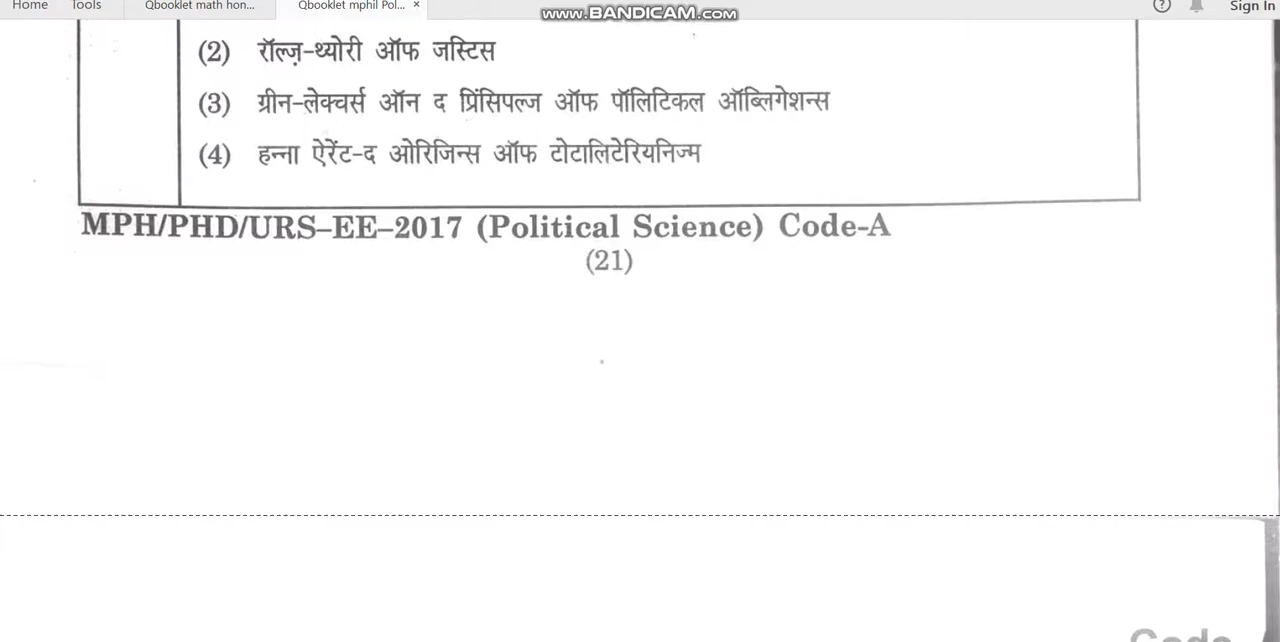 Home Tools Qbooklet math hon... Qbooklet mphil Pol... × Sign In
www.BANDICAM.com
(2) रॉल्ज़-थ्योरी ऑफ जस्टिस
(3) ग्रीन-लेक्चर्स ऑन द प्रिंसिपल्ज ऑफ पॉलिटिकल ऑब्लिगेशन्स
(4) हन्ना ऐरेंट-द ओरिजिन्स ऑफ टोटालिटेरियनिज्म
MPH/PHD/URS–EE–2017 (Political Science) Code-A
(21)
Code